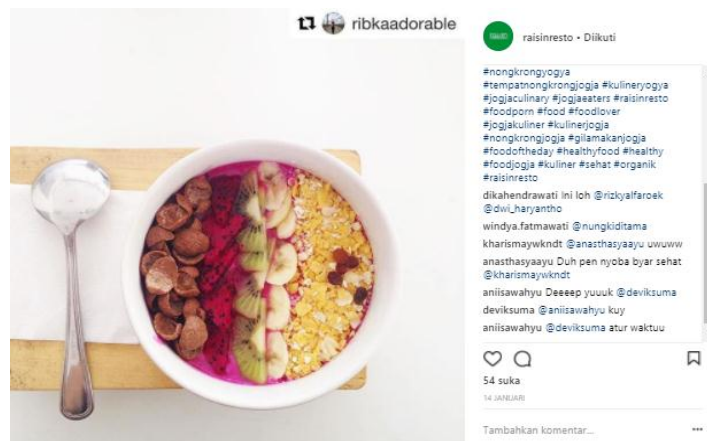 ribkaadorable
raisinresto • Diikuti
#nongkrongyogya
#tempatnongkrongjogja #kulineryogya
#jogjaculinary #jogjaeaters #raisinresto
#foodporn #food #foodlover
#jogjakuliner #kulinerjogja
#nongkrongjogja #gilamakanjogja
#foodoftheday #healthyfood #healthy
#foodjogja #kuliner #sehat #organik
#raisinresto
dikahendrawati Ini loh @rizkyalfaroek
@dwi_haryantho
windya.fatmawati @nungkiditama
kharismaywkndt @anasthasyaayu uwuww
anasthasyaayu Duh pen nyoba byar sehat
@kharismaywkndt
aniisawahyu Deeeep yuuuk @deviksuma
deviksuma @aniisawahyu kuy
aniisawahyu @deviksuma atur waktuu
54 suka
14 JANUARI
Tambahkan komentar...